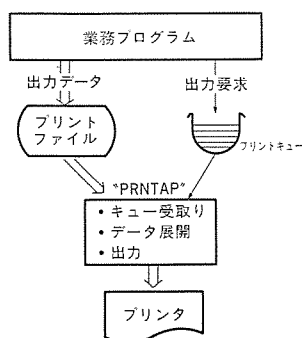 業務プログラム
出力データ
出力要求
プリント
ファイル
プリントキュー
"PRNTAP"
・キュー受取り
・データ展開
・出力
プリンタ